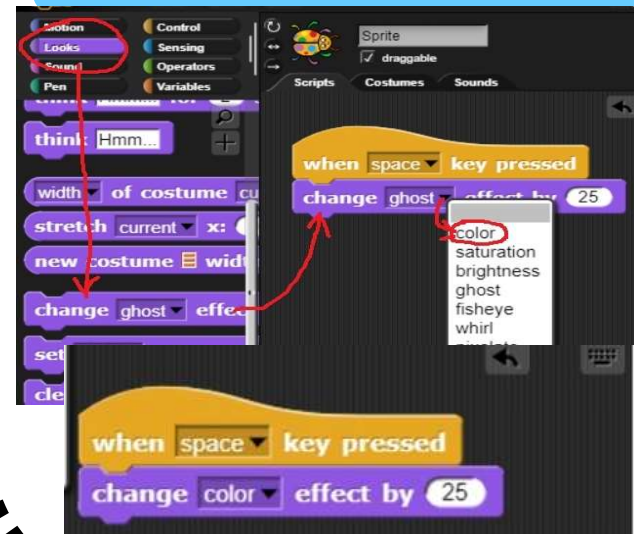 Motion
Control
Looks
Sensing
Sound
Operators
Pen
Variables
Sprite
draggable
Scripts
Costumes
Sounds
think Hmm...
width of costume
stretch current x:
new costume
change ghost
set
when space key pressed
change ghost effect by 25
color
saturation
brightness
ghost
fisheye
whirl
when space key pressed
change color effect by 25